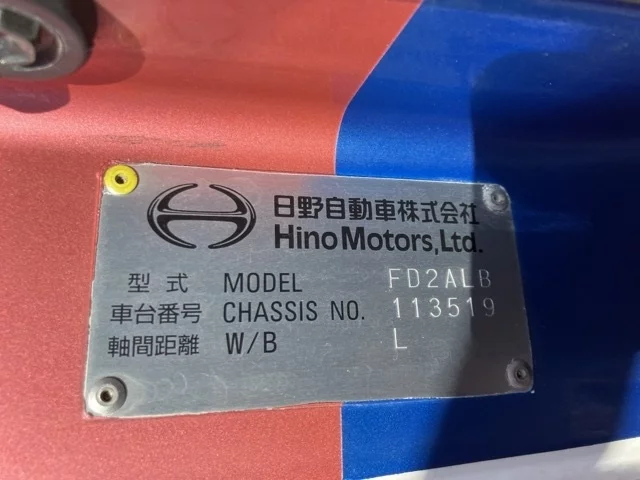 日野自動車株式会社
Hino Motors, Ltd.
型式 MODEL FD2ALB
車台番号 CHASSIS NO. 113519
軸間距離 W/B L